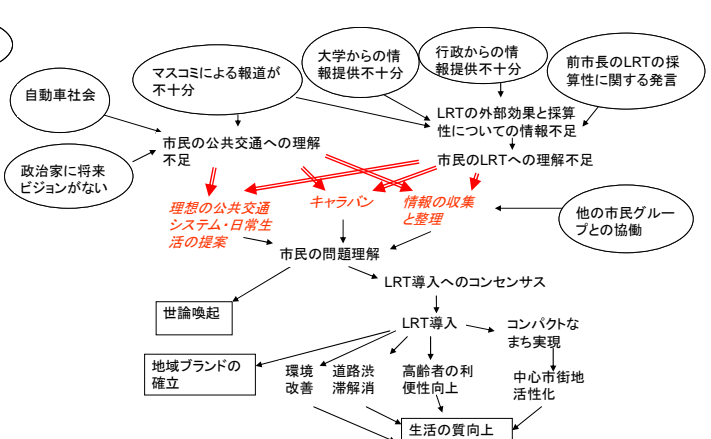 大学からの情
報提供不十分
行政からの情
報提供不十分
前市長のLRTの採
算性に関する発言
マスコミによる報道が
不十分
自動車社会
LRTの外部効果と採算
性についての情報不足
市民の公共交通への理解
不足
市民のLRTへの理解不足
政治家に将来
ビジョンがない
理想の公共交通
システム・日常生
活の提案
キャラバン
情報の収集
と整理
他の市民グルー
プとの協働
市民の問題理解
LRT導入へのコンセンサス
世論喚起
LRT導入
コンパクトな
まち実現
地域ブランドの
確立
環境
改善
道路渋
滞解消
高齢者の利
便性向上
中心市街地
活性化
生活の質向上